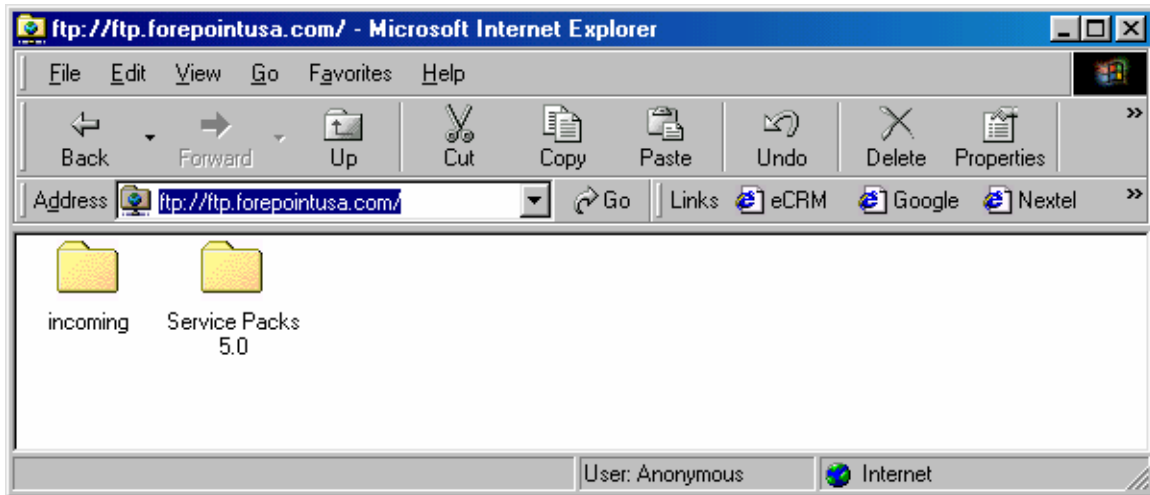 ftp://ftp.forepointusa.com/ - Microsoft Internet Explorer
File Edit View Go Favorites Help
Back Forward Up Cut Copy Paste Undo Delete Properties »
Address ftp://ftp.forepointusa.com/ Go Links eCRM Google Nextel »
incoming Service Packs
5.0
User: Anonymous Internet